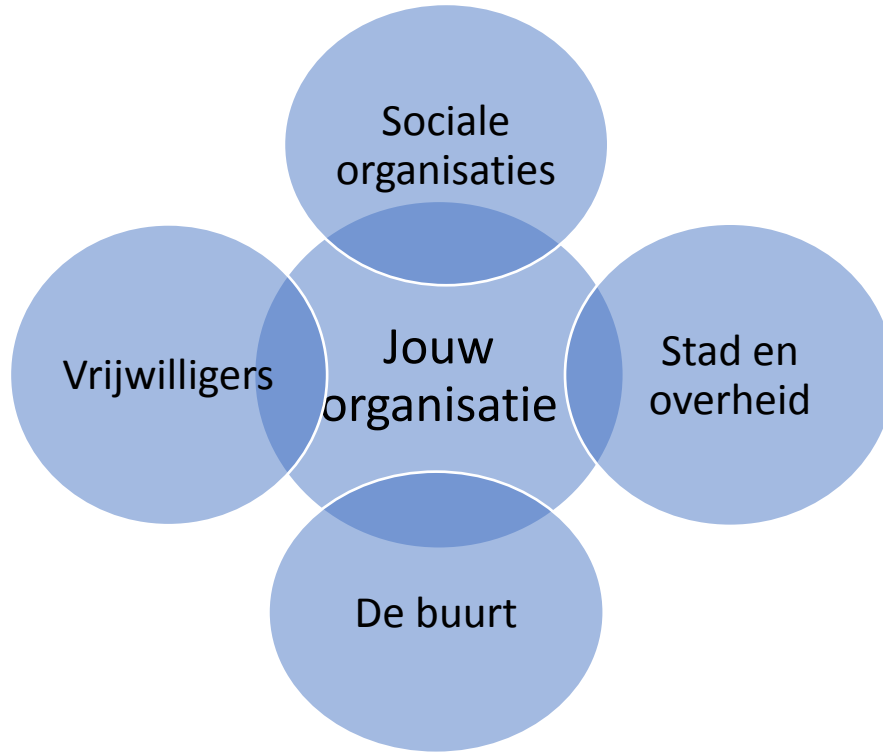 Sociale
organisaties
Vrijwilligers
Jouw
organisatie
Stad en
overheid
De buurt